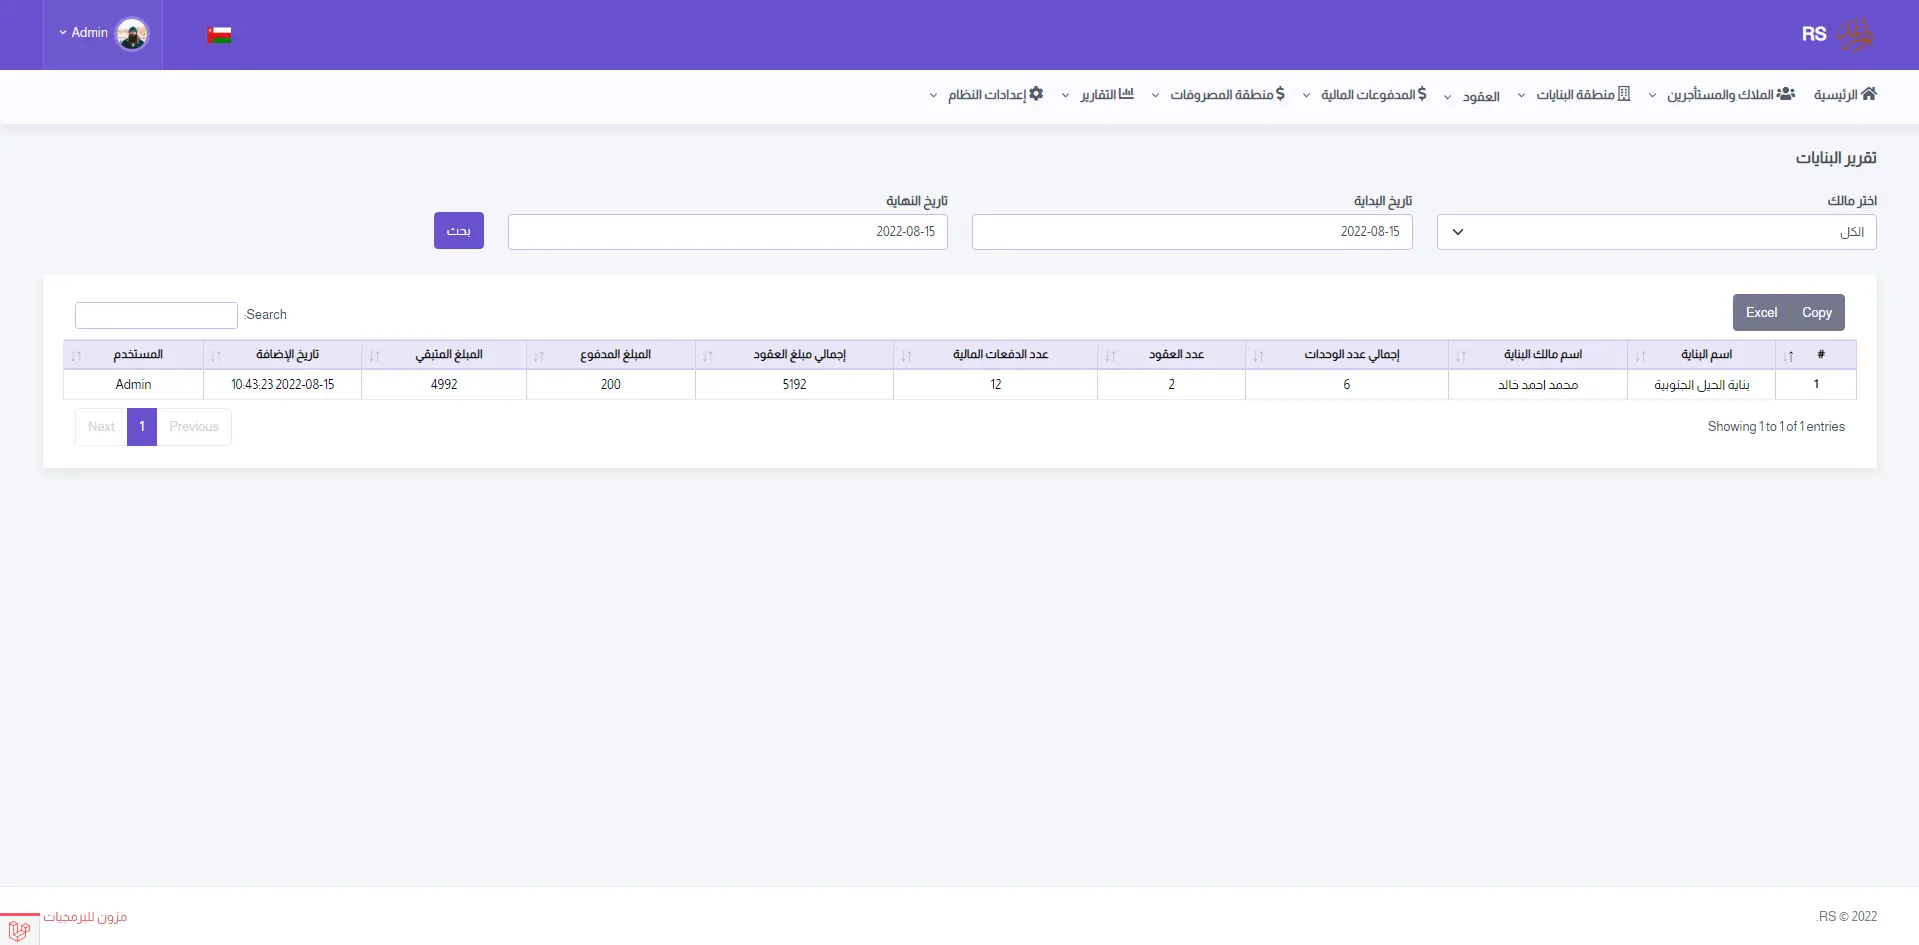 RS
Admin
الرئيسية
الملاك والمستأجرين
منطقة البنايات
العقود
المدفوعات المالية
منطقة المصروفات
التقارير
إعدادات النظام
تقرير البنايات
اختر مالك
تاريخ البداية
تاريخ النهاية
الكل
2022-08-15
2022-08-15
بحث
Copy
Excel
Search:
# اسم البناية اسم مالك البناية إجمالي عدد الوحدات عدد العقود عدد الدفعات المالية إجمالي مبلغ العقود المبلغ المدفوع المبلغ المتبقي تاريخ الإضافة المستخدم
1 بناية الحيل الجنوبية محمد احمد خالد 6 2 12 5192 200 4992 2022-08-15 10:43:23 Admin
Showing 1 to 1 of 1 entries
Previous 1 Next
2022 © RS.
مزون للبرمجيات